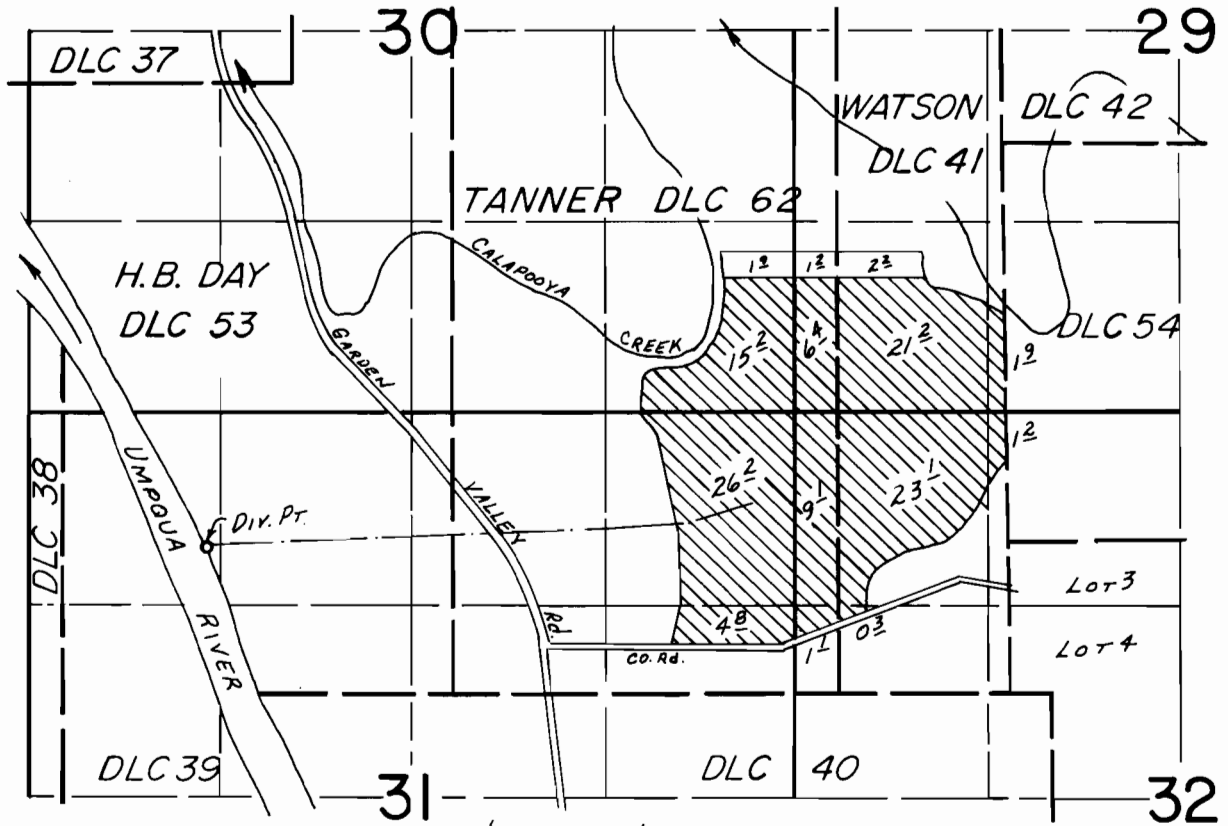 30
29
DLC 37
WATSON
DLC 42
DLC 41
TANNER DLC 62
H.B. DAY
DLC 53
CALAPOOYA
CREEK
1 9
1 2
2 2
DLC 54
15 2
6 4
21 2
1 9
GARDEN
VALLEY
Rd.
1 2
DLC 38
UMPQUA
RIVER
DIV. PT.
26 2
9 1
23 1
LOT 3
4 8
1 1
0 3
CO. Rd.
LOT 4
DLC 39
DLC 40
31
32